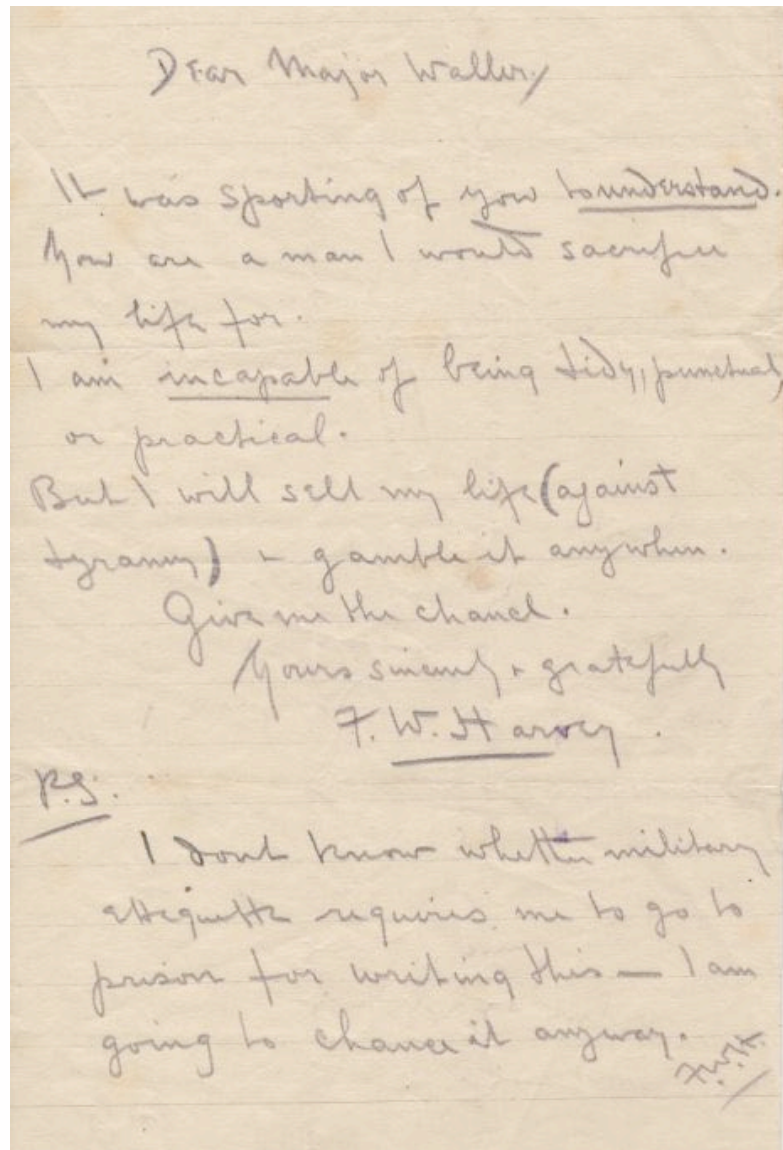 Dear Major Waller,
It was sporting of you to understand.
You are a man I would sacrifice
my life for.
I am incapable of being tidy, punctual,
or practical.
But I will sell my life (against
tyranny) & gamble it anywhen.
Give me the chance.
Yours sincerely & gratefully
F. W. Harvey.
P.S.
I dont know whether military
ettiquette requires me to go to
prison for writing this — I am
going to chance it anyway.
F.W.H.